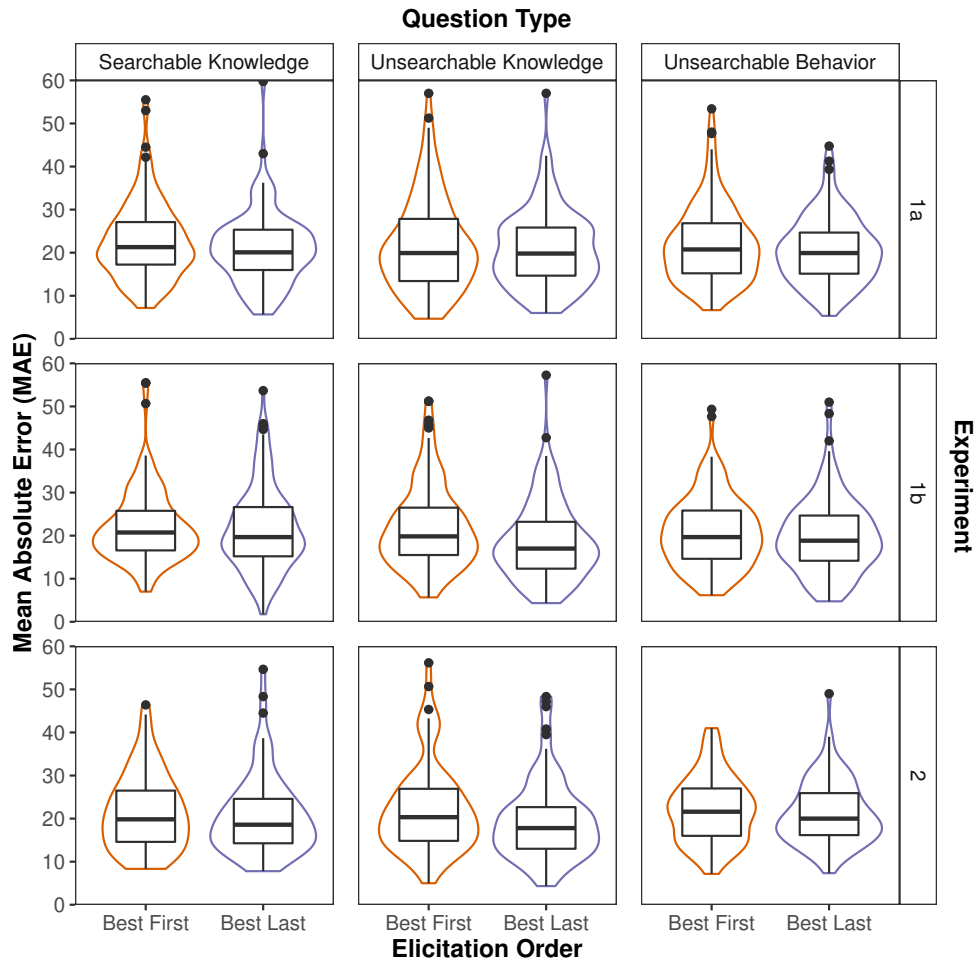 Question Type
Searchable Knowledge Unsearchable Knowledge Unsearchable Behavior
60
50
40
30
20
10
0
1a
60
50
40
30
20
10
0
1b
60
50
40
30
20
10
0
2
Mean Absolute Error (MAE)
Experiment
Best First Best Last Best First Best Last Best First Best Last
Elicitation Order